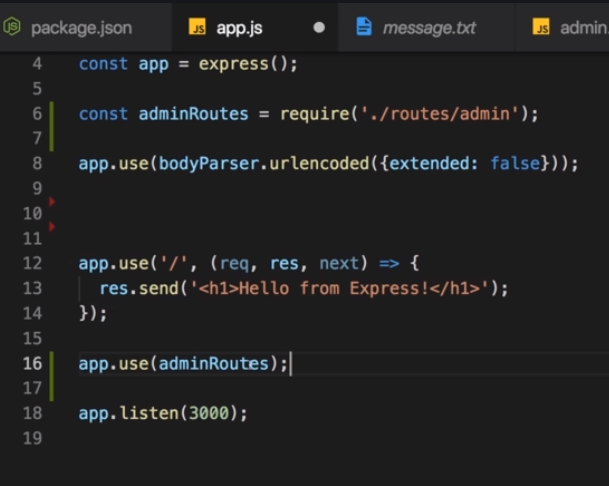 package.json
JS app.js
message.txt
JS admin.
4 const app = express();
5
6 const adminRoutes = require('./routes/admin');
7
8 app.use(bodyParser.urlencoded({extended: false}));
9
10
11
12 app.use('/', (req, res, next) => {
13 res.send('<h1>Hello from Express!</h1>');
14 });
15
16 app.use(adminRoutes);
17
18 app.listen(3000);
19